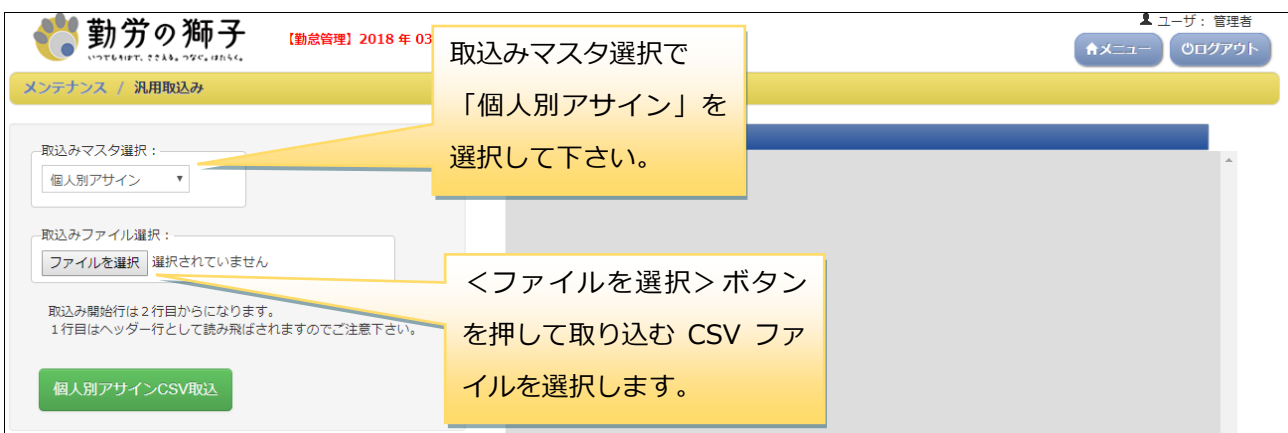 ユーザ： 管理者
勤労の獅子
いつでもはげ、ささえる。つなぐ。はたらく。
【勤怠管理】2018 年 03
メニュー
ログアウト
メンテナンス / 汎用取込み
取込みマスタ選択で
「個人別アサイン」を
選択して下さい。
取込みマスタ選択：
個人別アサイン
取込みファイル選択：
ファイルを選択 選択されていません
取込み開始行は２行目からになります。
１行目はヘッダー行として読み飛ばされますのでご注意下さい。
＜ファイルを選択＞ボタン
を押して取り込む CSV ファ
イルを選択します。
個人別アサインCSV取込